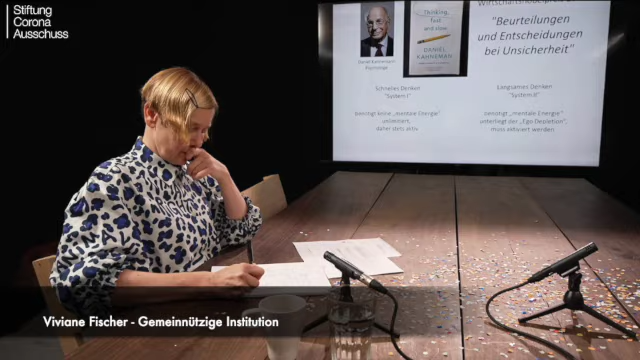 Stiftung
Corona
Ausschuss
"Beurteilungen
und Entscheidungen
bei Unsicherheit"
Thinking,
fast
and slow
DANIEL
KAHNEMAN
Daniel Kahnemann
Psychologe
Schnelles Denken
"System I"
Langsames Denken
"System II"
benötigt keine „mentale Energie"
unlimitiert,
daher stets aktiv
benötigt „mentale Energie"
unterliegt der „Ego Depletion",
muss aktiviert werden
Viviane Fischer - Gemeinnützige Institution